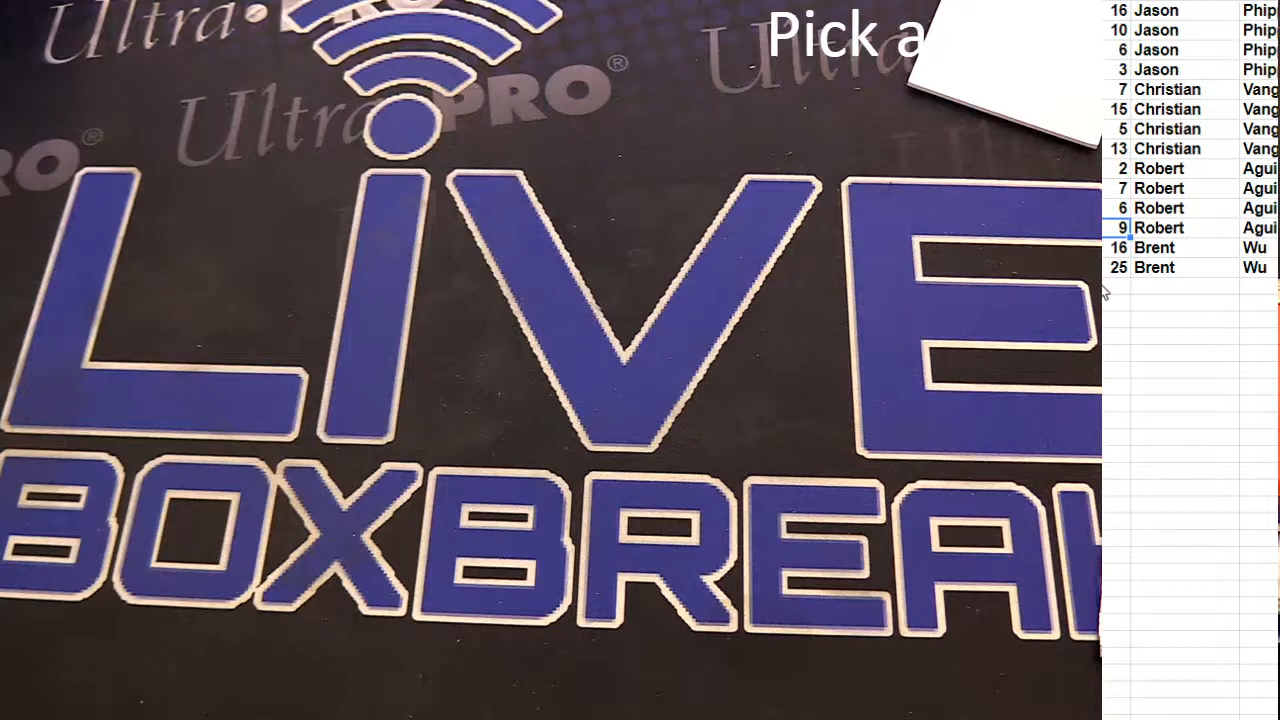 Ultra•PRO
Pick a
Ultra PRO®
Ultra
RO®
LiVE
BOXBREAK
16 Jason Phip
10 Jason Phip
6 Jason Phip
3 Jason Phip
7 Christian Vang
15 Christian Vang
5 Christian Vang
13 Christian Vang
2 Robert Agui
7 Robert Agui
6 Robert Agui
9 Robert Agui
16 Brent Wu
25 Brent Wu